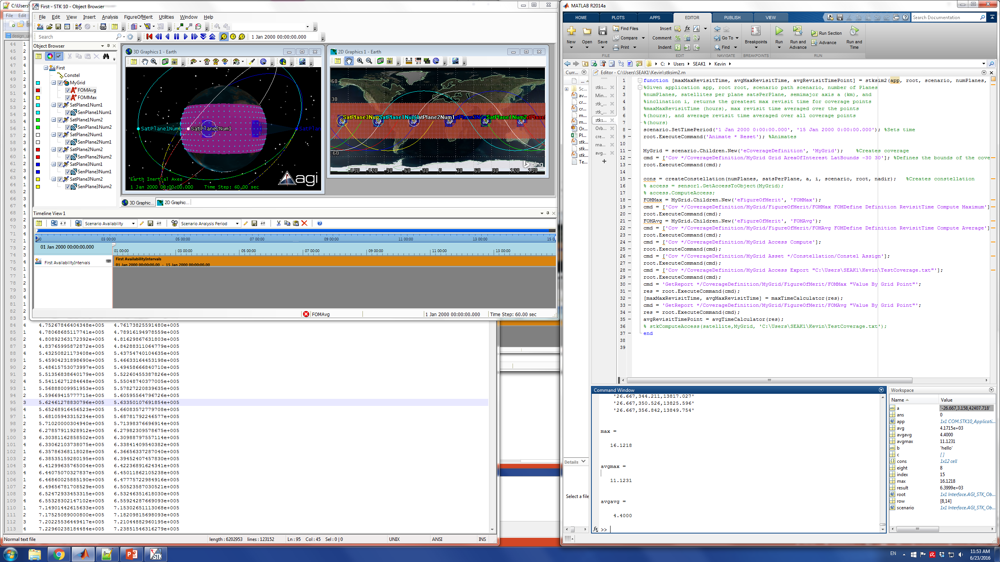 C:\Users\
First - STK 10 - Object Browser
File Edit
File Edit View Insert Analysis FigureOfMerit Utilities Window Help
Search
1 Jan 2000 00:00:00.000
Object Browser
First
Constel
MyGrid
FOMAvg
FOMMax
SatPlane1Num1
SenPlane1Num1
SatPlane1Num2
SenPlane1Num2
SatPlane2Num1
SenPlane2Num1
SatPlane2Num2
SenPlane2Num2
SatPlane3Num1
SenPlane3Num1
SatPlane3Num2
SenPlane3Num2
3D Graphics 1 - Earth
SatPlane1Num1
SatPlane2Num1
Earth Inertial Axes
1 Jan 2000 00:00:00.000 Time Step: 60.00 sec
agi
2D Graphics 1 - Earth
60
30
SatPlane3Num SatPlane1Num1 SatPlane2Num1 SatPlane1Num2
-60
-150 -120 -90 -60 -30 0 30 60 90 120 150
bing
3D Graphic...
2D Graphic...
Timeline View 1
Scenario Availability
Scenario Analysis Period
03 00:00 05 00:00 07 00:00 09 00:00 11 00:00 13 00:00
01 Jan 2000 00:00:00.000
01 00:00 03 00:00 05 00:00 07 00:00 09 00:00 11 00:00 13 00:00
First AvailabilityIntervals
First AvailabilityIntervals
01 Jan 2000 00:00:00.00 - 15 Jan 2000 00:00:00.00
FOMAvg
1 Jan 2000 00:00:00.000
Time Step: 60.00 sec
44 1
45 2
46 3
47 4
48 1
49 2
50 3
51 4
52 1
53 2
54 3
55 4
56 1
57 2
58 3
59 4
60 1
61 2
62 3
63 4
64 1
65 2
66 3
67 4
68 1
69 2
70 3
71 4
72 1
73 2
74 3
75 4
76 1
77 1
78 2
79 3
80 4
81 1
82 2
83 3
84 4 4.75267846404348e+005 4.76173825591480e+005
85 1 4.78068685117741e+005 4.78916194978559e+005
86 2 4.80892363172392e+005 4.81629867631803e+005
87 3 4.83765995872872e+005 4.84288311064779e+005
88 4 5.43250821173408e+005 5.43754740104635e+005
89 1 5.45904231898690e+005 5.46633164453198e+005
90 2 5.48615753073997e+005 5.49458666840710e+005
91 3 5.51356838640179e+005 5.52260455387826e+005
92 4 5.54116271284648e+005 5.55048740377005e+005
93 1 5.56888009951953e+005 5.57827220839635e+005
94 2 5.59669415777715e+005 5.60595564796726e+005
95 3 5.62461278830796e+005 5.63350107691854e+005
96 4 5.65268916456523e+005 5.66083572779708e+005
97 1 5.68105943315234e+005 5.68781792246577e+005
98 2 5.71020000304940e+005 5.71398376696914e+005
99 2 6.27857911928912e+005 6.27982309578675e+005
100 3 6.30381162858502e+005 6.30988797557114e+005
101 4 6.33062103738075e+005 6.33841409540382e+005
102 1 6.35786368118028e+005 6.36656337287040e+005
103 2 6.38535159280195e+005 6.39452407457830e+005
104 3 6.41299635765004e+005 6.42236891624341e+005
105 4 6.44075070327837e+005 6.45011862105238e+005
106 1 6.46860025885190e+005 6.47775722984916e+005
107 2 6.49656781708529e+005 6.50523587030521e+005
108 3 6.52472933453315e+005 6.53246351618030e+005
109 4 6.55328302147102e+005 6.55924287669093e+005
110 1 7.14901442615633e+005 7.15302651113068e+005
111 2 7.17525089000800e+005 7.18209815698093e+005
112 3 7.20225536449417e+005 7.21044882960195e+005
113 4 7.22960238184484e+005 7.23851546316279e+005
Normal text file length : 6202953 lines : 123152 Ln : 95 Col : 45 Sel : 0 | 0 UNIX ANSI INS
MATLAB R2014a
HOME PLOTS APPS EDITOR PUBLISH VIEW
Search Documentation
New Open Save
Find Files
Compare
Print
Insert
Comment
Indent
Go To
Find
Breakpoints
Run
Run and Advance
Run Section
Advance
Run and Time
FILE EDIT NAVIGATE BREAKPOINTS RUN
C: Users SEAK1 Kevin
Curr...
Editor - C:\Users\SEAK1\Kevin\stksim2.m
...
Sc...
av...
cr...
cr...
m...
m...
Or...
Pl...
stk...
stk...
stk...
Te...
stks...
Min...
stk_...
stk_...
stks...
Orb...
cre...
ma...
avg...
1 function [maxMaxRevisitTime, avgMaxRevisitTime, avgRevisitTimePoint] = stksim2(app, root, scenario, numPlanes,
2 %Given application app, root root, scenario path scenario, number of Planes
3 %numPlanes, satellites per plane satsPerPlane, semimajor axis a (km), and
4 %inclination i, returns the greatest max revisit time for coverage points
5 %maxMaxRevisitTime (hours), max revisit time averaged over the points
6 %(hours), and average revisit time averaged over all coverage points
7 %(hours)
8 scenario.SetTimePeriod('1 Jan 2000 0:00:00.000', '15 Jan 2000 0:00:00.000'); %Sets time
9 root.ExecuteCommand('Animate * Reset'); %Animates
10
11 MyGrid = scenario.Children.New('eCoverageDefinition', 'MyGrid'); %Creates coverage
12 cmd = ['Cov */CoverageDefinition/MyGrid Grid AreaOfInterest LatBounds -30 30']; %Defines the bounds of the cove
13 root.ExecuteCommand(cmd);
14
15 cons = createConstellation(numPlanes, satsPerPlane, a, i, scenario, root, nadir); %Creates constellation
16 % access = sensor1.GetAccessToObject(MyGrid);
17 % access.ComputeAccess;
18 FOMMax = MyGrid.Children.New('eFigureOfMerit', 'FOMMax');
19 cmd = ['Cov */CoverageDefinition/MyGrid/FigureOfMerit/FOMMax FOMDefine Definition RevisitTime Compute Maximum']
20 root.ExecuteCommand(cmd);
21 FOMAvg = MyGrid.Children.New('eFigureOfMerit', 'FOMAvg');
22 cmd = ['Cov */CoverageDefinition/MyGrid/FigureOfMerit/FOMAvg FOMDefine Definition RevisitTime Compute Average']
23 root.ExecuteCommand(cmd);
24 cmd = ['Cov */CoverageDefinition/MyGrid Access Compute'];
25 root.ExecuteCommand(cmd);
26 cmd = ['Cov */CoverageDefinition/MyGrid Asset */Constellation/Constel Assign'];
27 root.ExecuteCommand(cmd);
28 cmd = ['Cov */CoverageDefinition/MyGrid Access Export "C:\Users\SEAK1\Kevin\TestCoverage.txt"'];
29 root.ExecuteCommand(cmd);
30 cmd = 'GetReport */CoverageDefinition/MyGrid/FigureOfMerit/FOMMax "Value By Grid Point"';
31 res = root.ExecuteCommand(cmd);
32 [maxMaxRevisitTime, avgMaxRevisitTime] = maxTimeCalculator(res);
33 cmd = 'GetReport */CoverageDefinition/MyGrid/FigureOfMerit/FOMAvg "Value By Grid Point"';
34 res = root.ExecuteCommand(cmd);
35 avgRevisitTimePoint = avgTimeCalculator(res);
36 % stkComputeAccess(satellite,MyGrid, 'C:\Users\SEAK1\Kevin\TestCoverage.txt');
37 end
38
39
Details
Select a file
Command Window
'26.667,344.211,13817.027'
'26.667,350.526,13825.596'
'26.667,356.842,13849.754'
max =
16.1218
avgmax =
11.1231
avgavg =
4.4000
fx >>
Workspace
Name Value
a '-26.667,3.158,42407.718'
ans 0
app 1x1 COM.STK10_Applicati...
avg 4.1715e+03
avgavg 4.4000
avgmax 11.1231
b 'hello'
c []
cons 1x12 cell
eight 8
index 15
max 16.1218
result 6.3999e+03
root 1x1 Interface.AGI_STK_Ob...
row [8,14]
scenario 1x1 Interface.AGI_STK_Ob...
EN
11:53 AM
6/23/2016